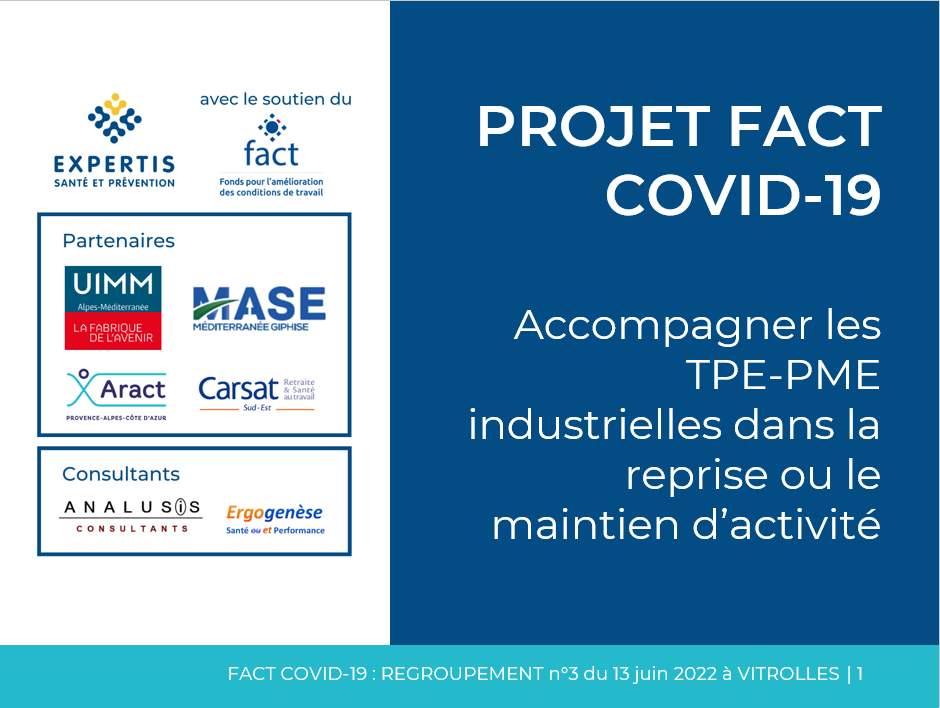 EXPERTIS
SANTÉ ET PRÉVENTION
avec le soutien du
fact
Fonds pour l'amélioration
des conditions de travail
Partenaires
UIMM
Alpes-Méditerranée
LA FABRIQUE
DE L'AVENIR
MASE
MÉDITERRANÉE GIPHISE
Aract
PROVENCE-ALPES-CÔTE D'AZUR
Carsat
Retraite
& Santé
au travail
Sud-Est
Consultants
ANALUSiS
CONSULTANTS
Ergogenèse
Santé ou et Performance
PROJET FACT
COVID-19
Accompagner les
TPE-PME
industrielles dans la
reprise ou le
maintien d'activité
FACT COVID-19 : REGROUPEMENT n°3 du 13 juin 2022 à VITROLLES | 1